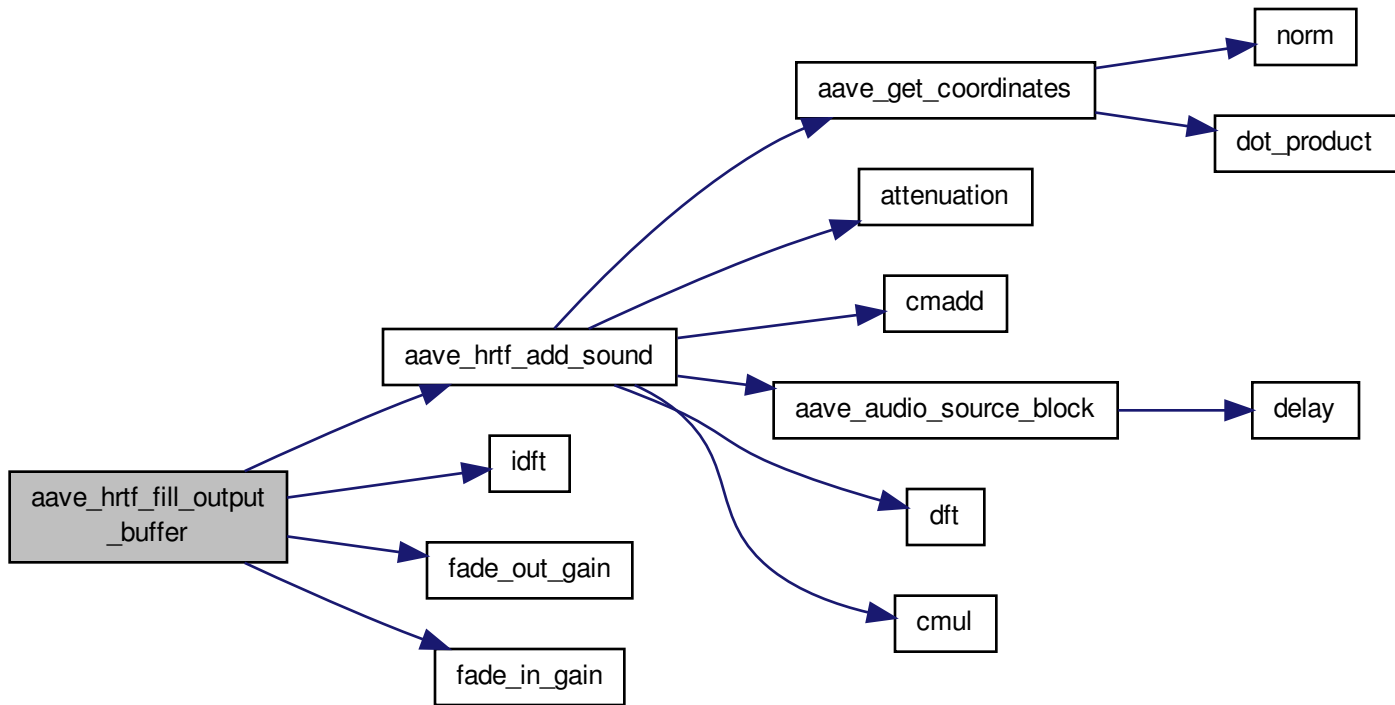 norm
aave_get_coordinates
dot_product
attenuation
cmadd
aave_hrtf_add_sound
aave_audio_source_block
delay
idft
aave_hrtf_fill_output
_buffer
dft
fade_out_gain
cmul
fade_in_gain